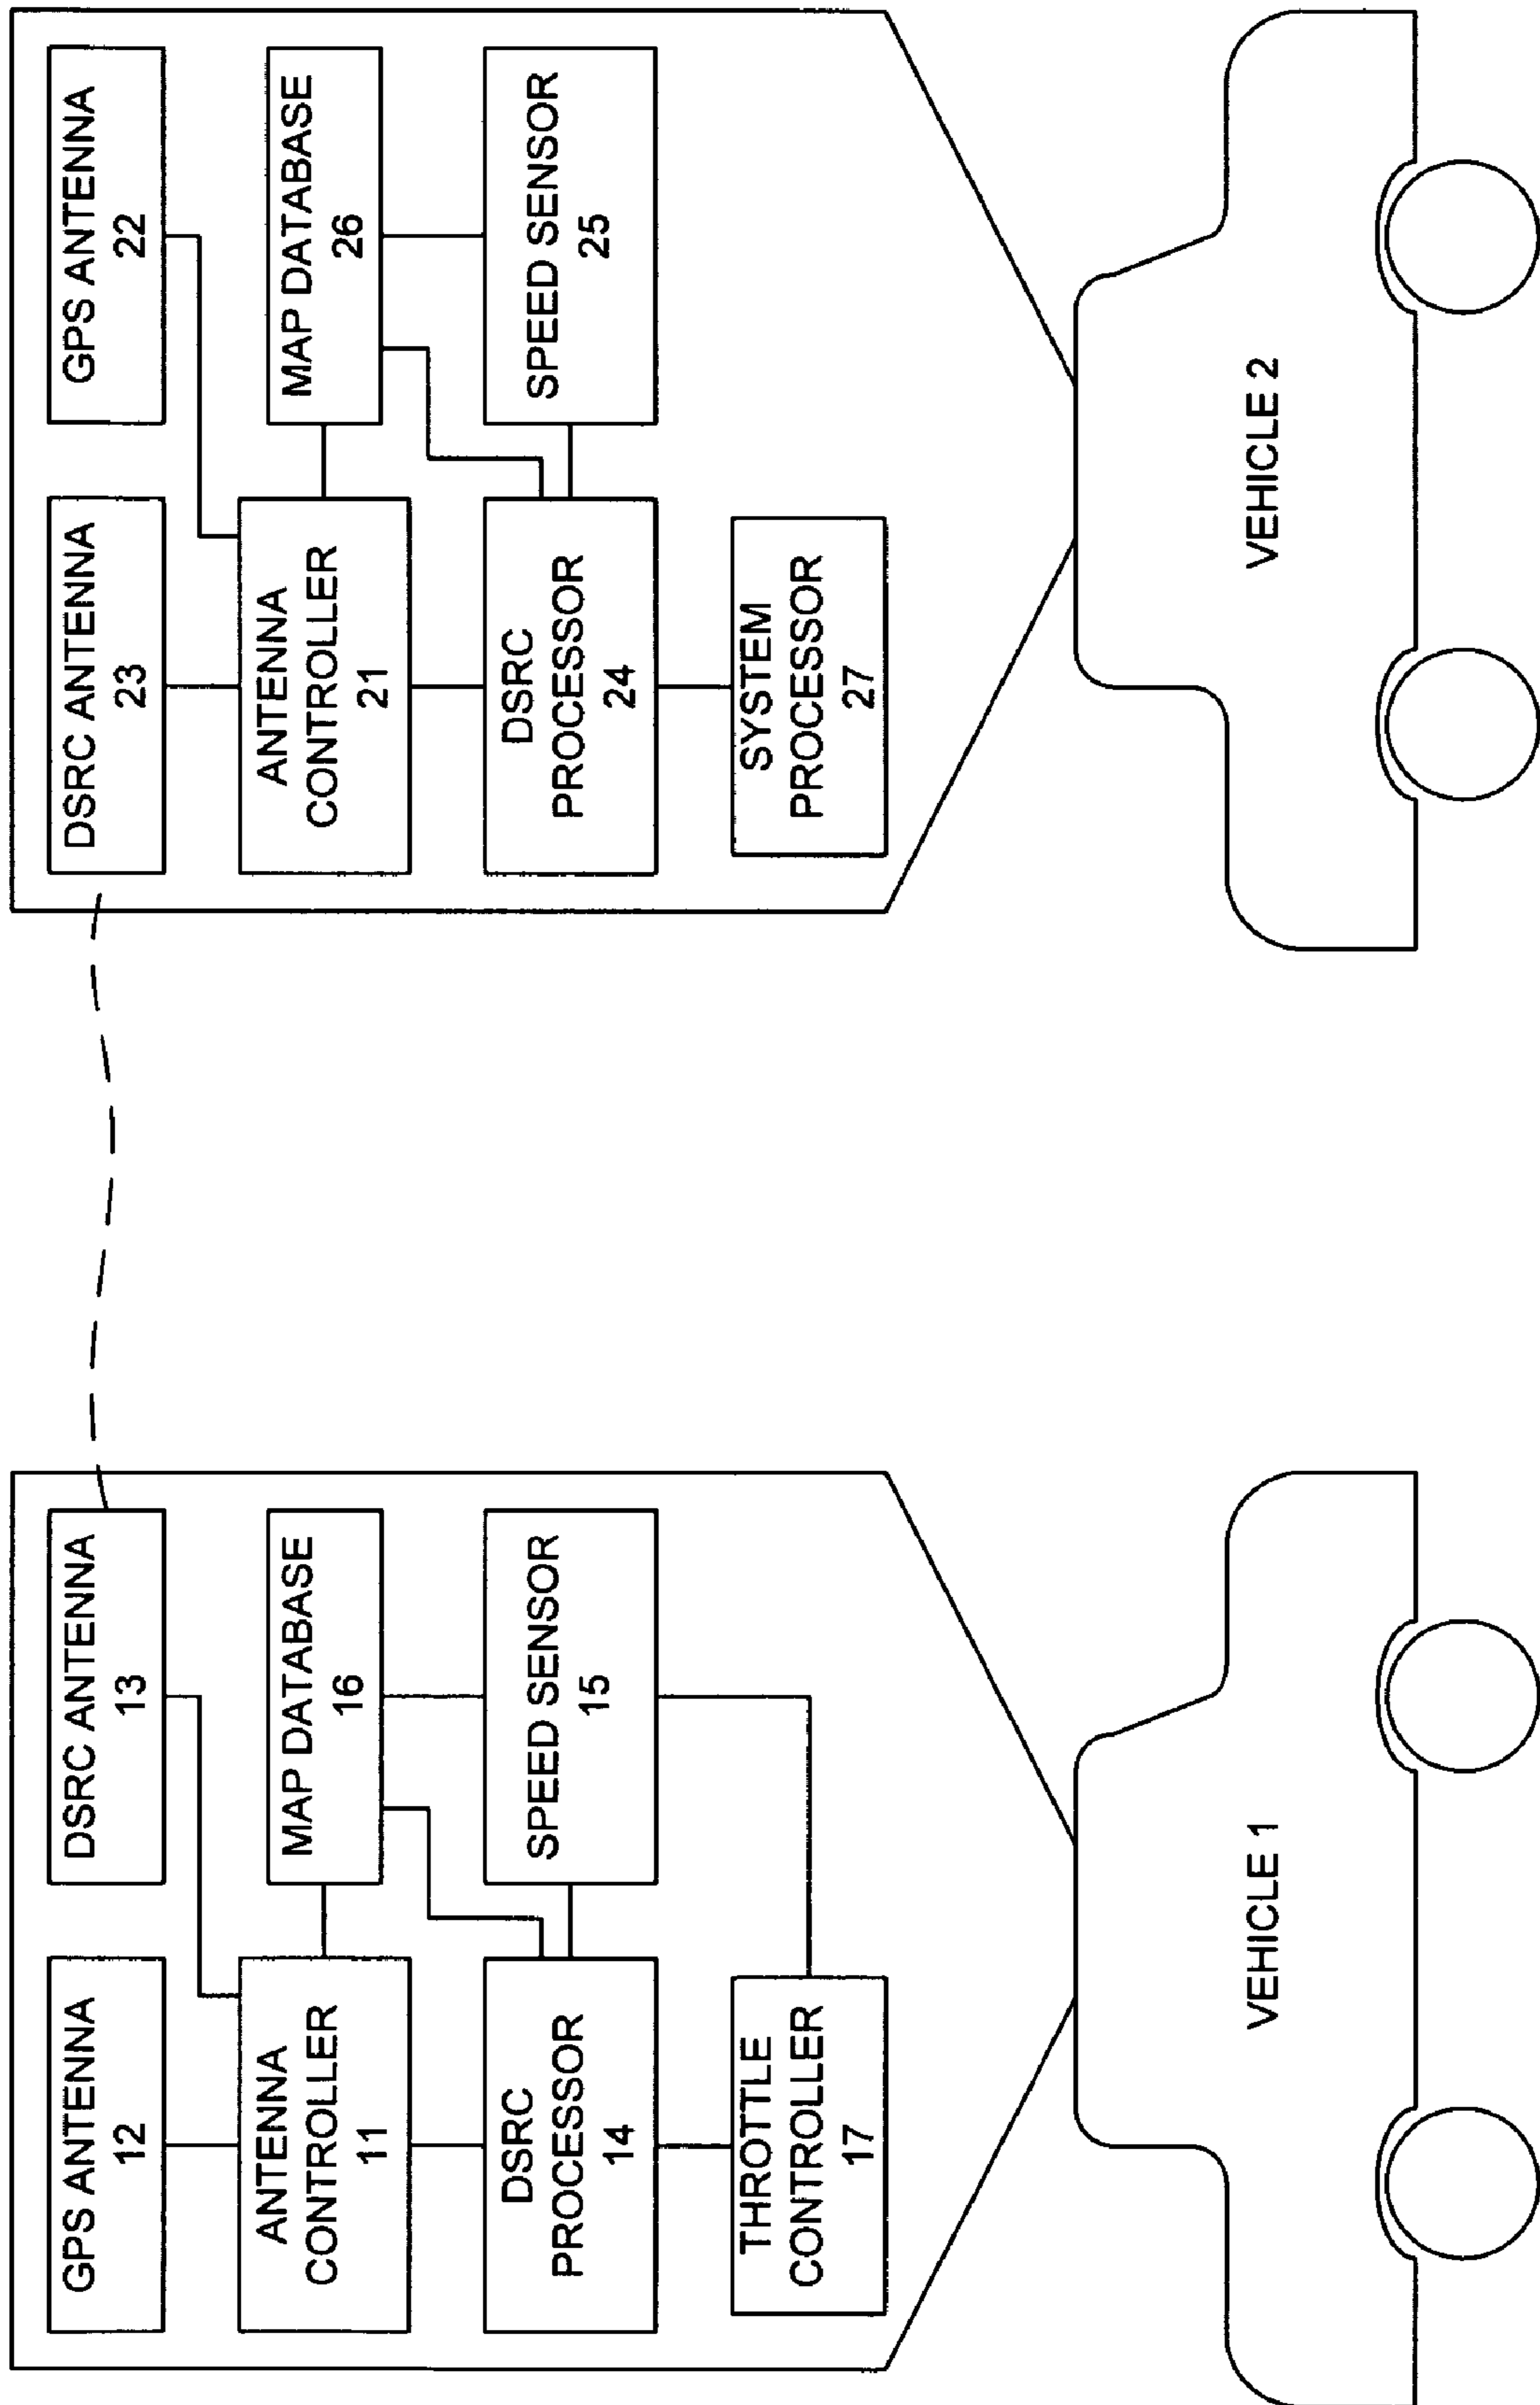 GPS ANTENNA
12
DSRC ANTENNA
13
ANTENNA
CONTROLLER
11
MAP DATABASE
16
DSRC
PROCESSOR
14
SPEED SENSOR
15
THROTTLE
CONTROLLER
17
VEHICLE 1
DSRC ANTENNA
23
GPS ANTENNA
22
ANTENNA
CONTROLLER
21
MAP DATABASE
26
DSRC
PROCESSOR
24
SPEED SENSOR
25
SYSTEM
PROCESSOR
27
VEHICLE 2